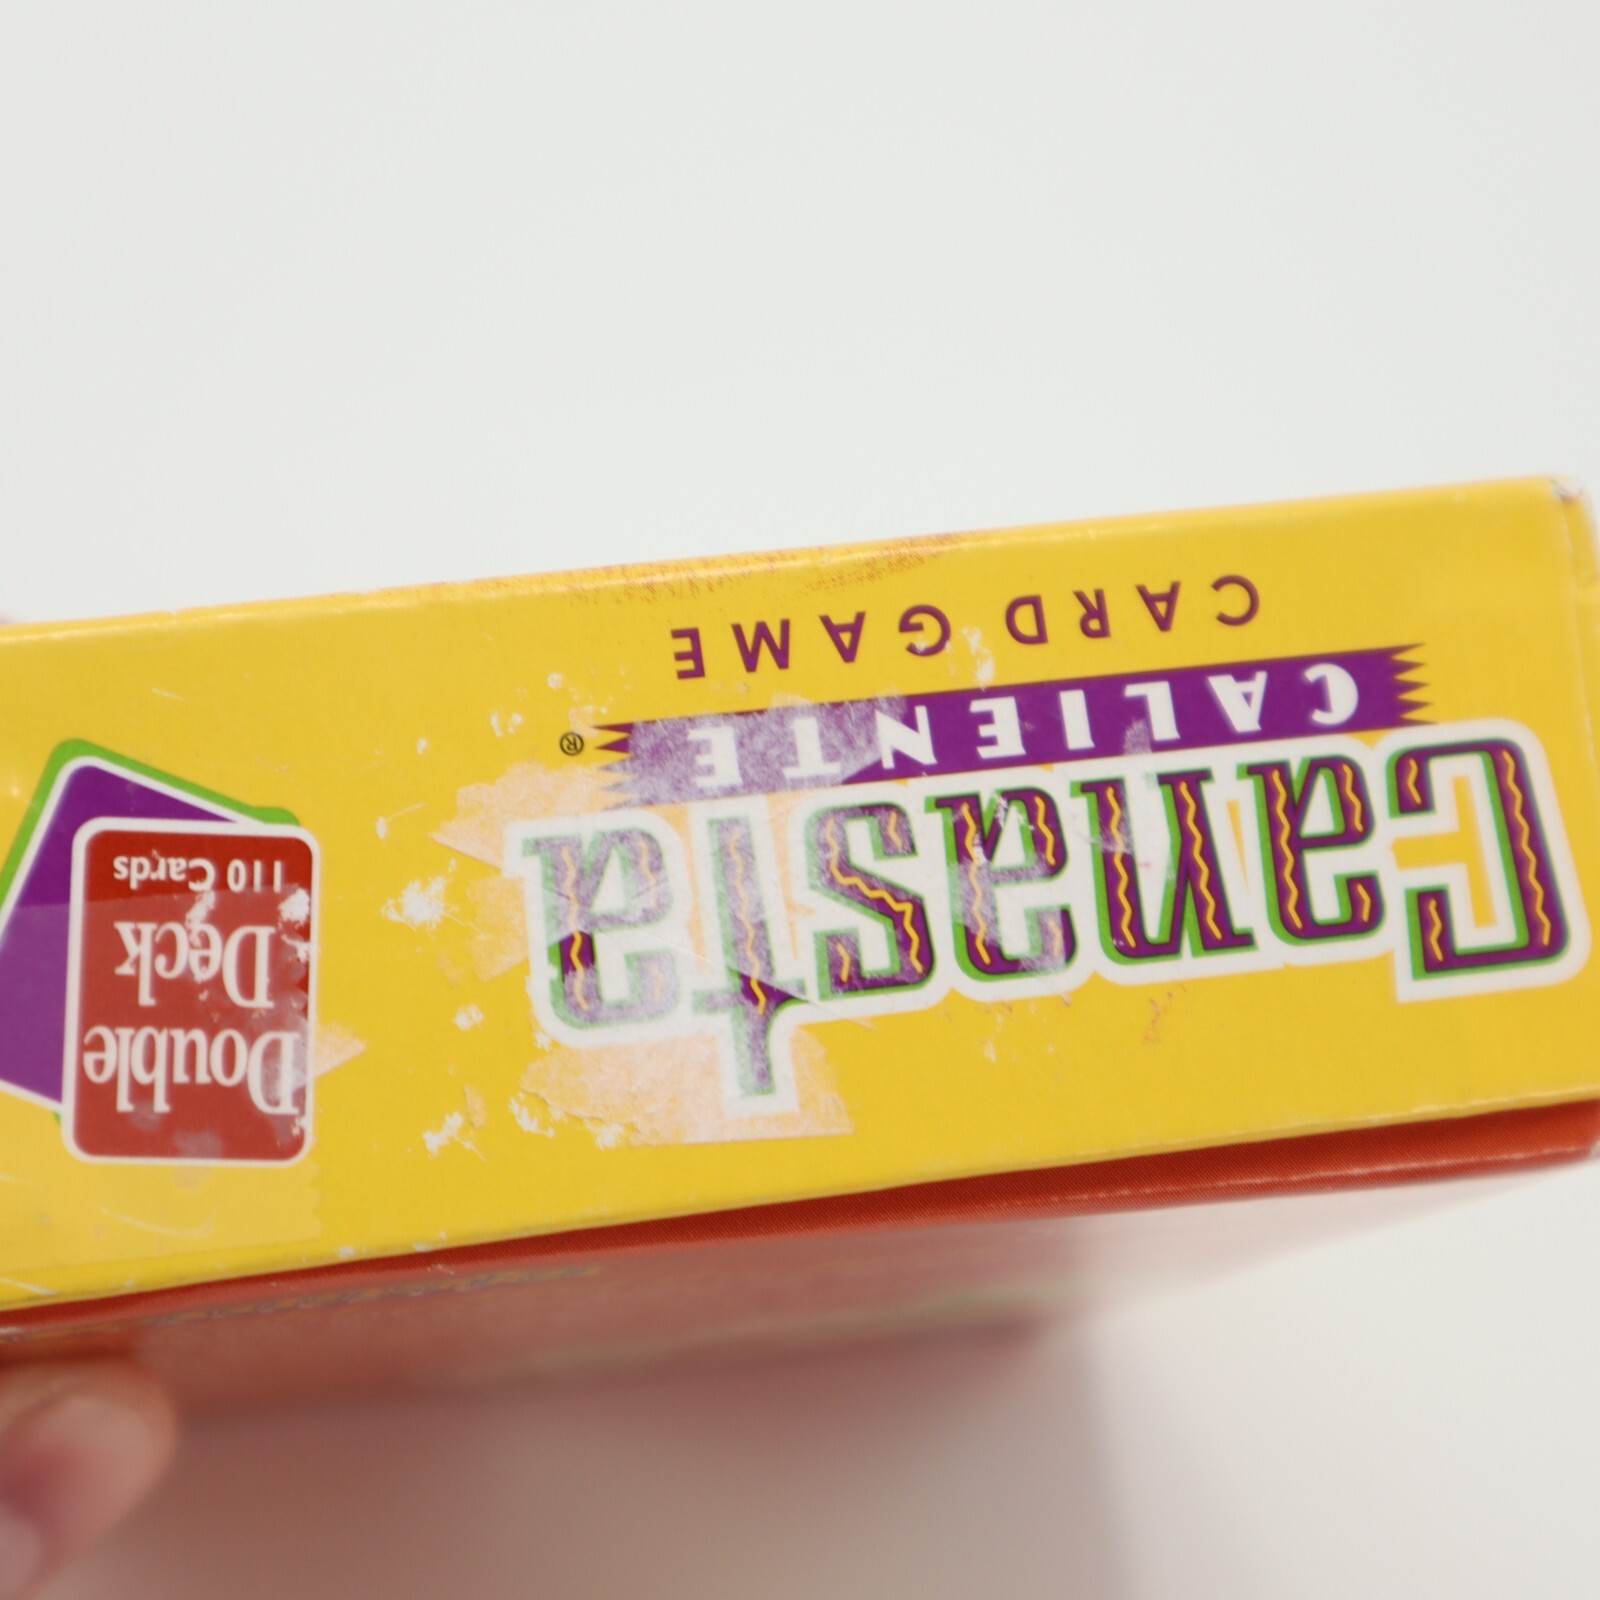 Canasta
CALIENTE ®
CARD GAME
Double
Deck
110 Cards